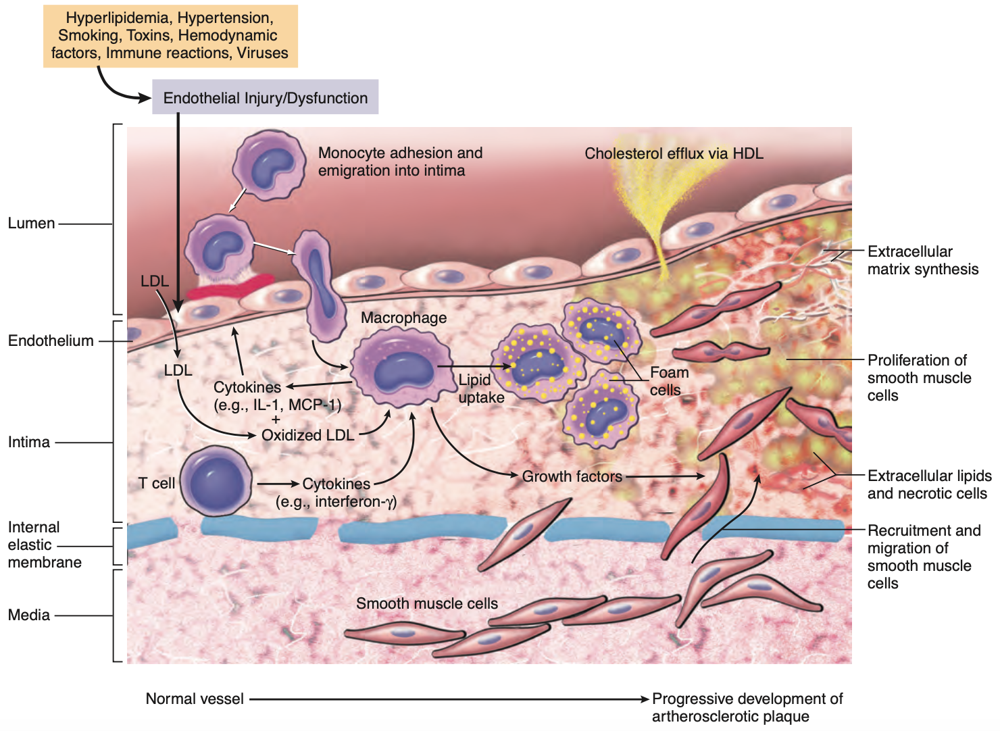 Hyperlipidemia, Hypertension,
Smoking, Toxins, Hemodynamic
factors, Immune reactions, Viruses
Endothelial Injury/Dysfunction
Monocyte adhesion and
emigration into intima
Cholesterol efflux via HDL
Lumen
LDL
Extracellular
matrix synthesis
Macrophage
Endothelium
LDL
Cytokines
(e.g., IL-1, MCP-1)
+
Oxidized LDL
Lipid
uptake
Foam
cells
Proliferation of
smooth muscle
cells
Intima
T cell
Cytokines
(e.g., interferon-γ)
Growth factors
Extracellular lipids
and necrotic cells
Internal
elastic
membrane
Recruitment and
migration of
smooth muscle
cells
Media
Smooth muscle cells
Normal vessel
Progressive development of
artherosclerotic plaque